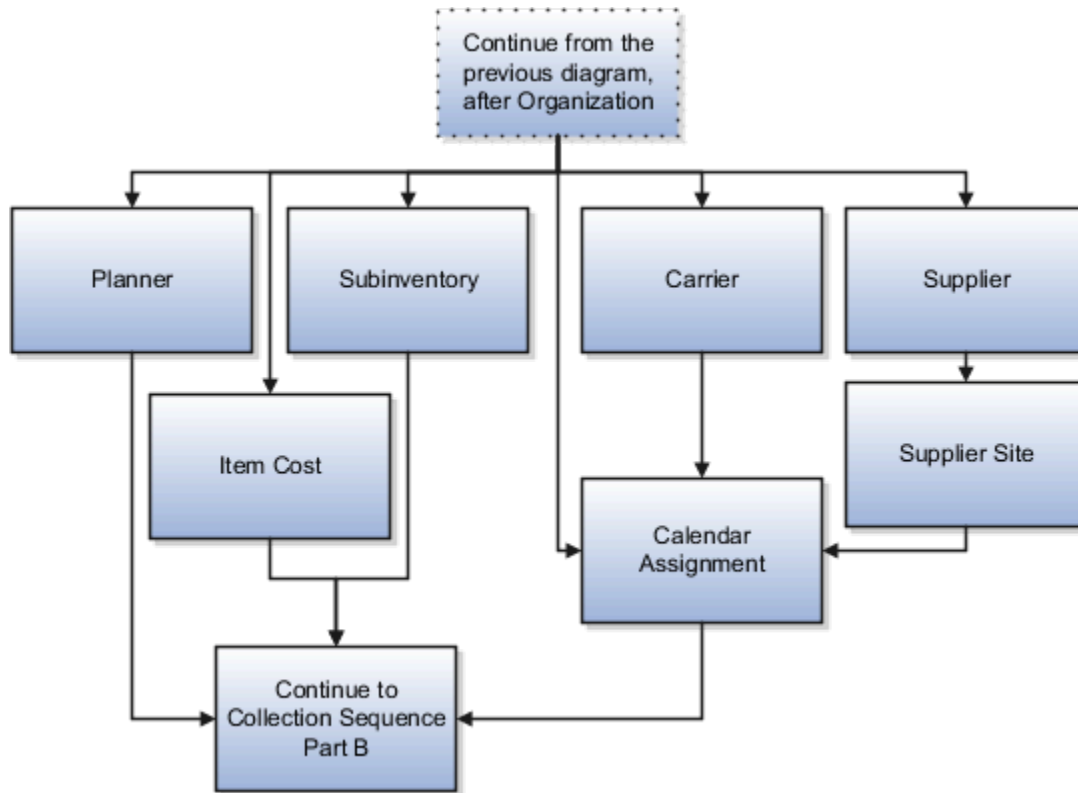 Continue from the
previous diagram,
after Organization
Planner
Subinventory
Carrier
Supplier
Item Cost
Supplier Site
Calendar
Assignment
Continue to
Collection Sequence
Part B